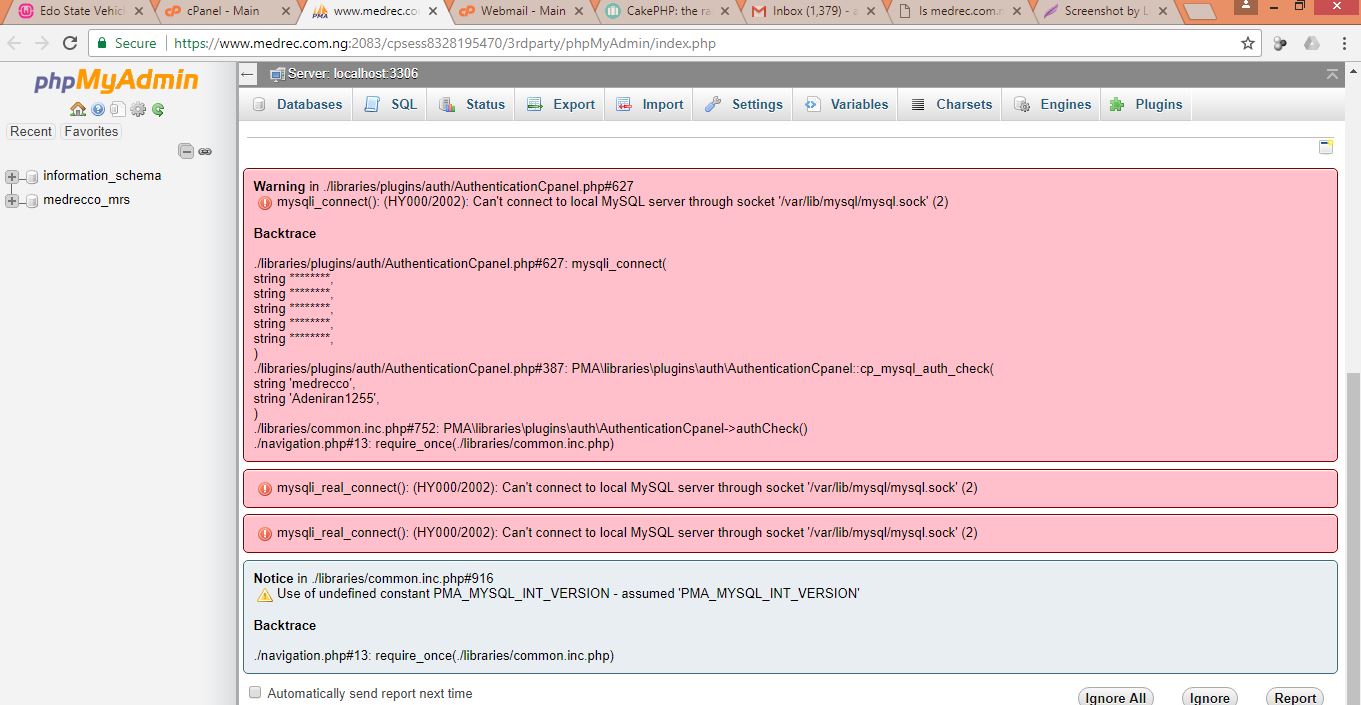 Edo State Vehicl
cPanel - Main
www.medrec.co
Webmail - Main
CakePHP: the ra
Inbox (1,379) - a
Is medrec.com.n
Screenshot by Li
Secure
https://www.medrec.com.ng:2083/cpsess8328195470/3rdparty/phpMyAdmin/index.php
phpMyAdmin
Recent Favorites
information_schema
medrecco_mrs
Server: localhost:3306
Databases SQL Status Export Import Settings Variables Charsets Engines Plugins
Warning in ./libraries/plugins/auth/AuthenticationCpanel.php#627
mysqli_connect(): (HY000/2002): Can't connect to local MySQL server through socket '/var/lib/mysql/mysql.sock' (2)
Backtrace
./libraries/plugins/auth/AuthenticationCpanel.php#627: mysqli_connect(
string '********',
string '********',
string '********',
string '********',
string '********',
)
./libraries/plugins/auth/AuthenticationCpanel.php#387: PMA\libraries\plugins\auth\AuthenticationCpanel::cp_mysql_auth_check(
string 'medrecco',
string 'Adeniran1255',
)
./libraries/common.inc.php#752: PMA\libraries\plugins\auth\AuthenticationCpanel->authCheck()
./navigation.php#13: require_once(./libraries/common.inc.php)
mysqli_real_connect(): (HY000/2002): Can't connect to local MySQL server through socket '/var/lib/mysql/mysql.sock' (2)
mysqli_real_connect(): (HY000/2002): Can't connect to local MySQL server through socket '/var/lib/mysql/mysql.sock' (2)
Notice in ./libraries/common.inc.php#916
Use of undefined constant PMA_MYSQL_INT_VERSION - assumed 'PMA_MYSQL_INT_VERSION'
Backtrace
./navigation.php#13: require_once(./libraries/common.inc.php)
Automatically send report next time
Ignore All Ignore Report